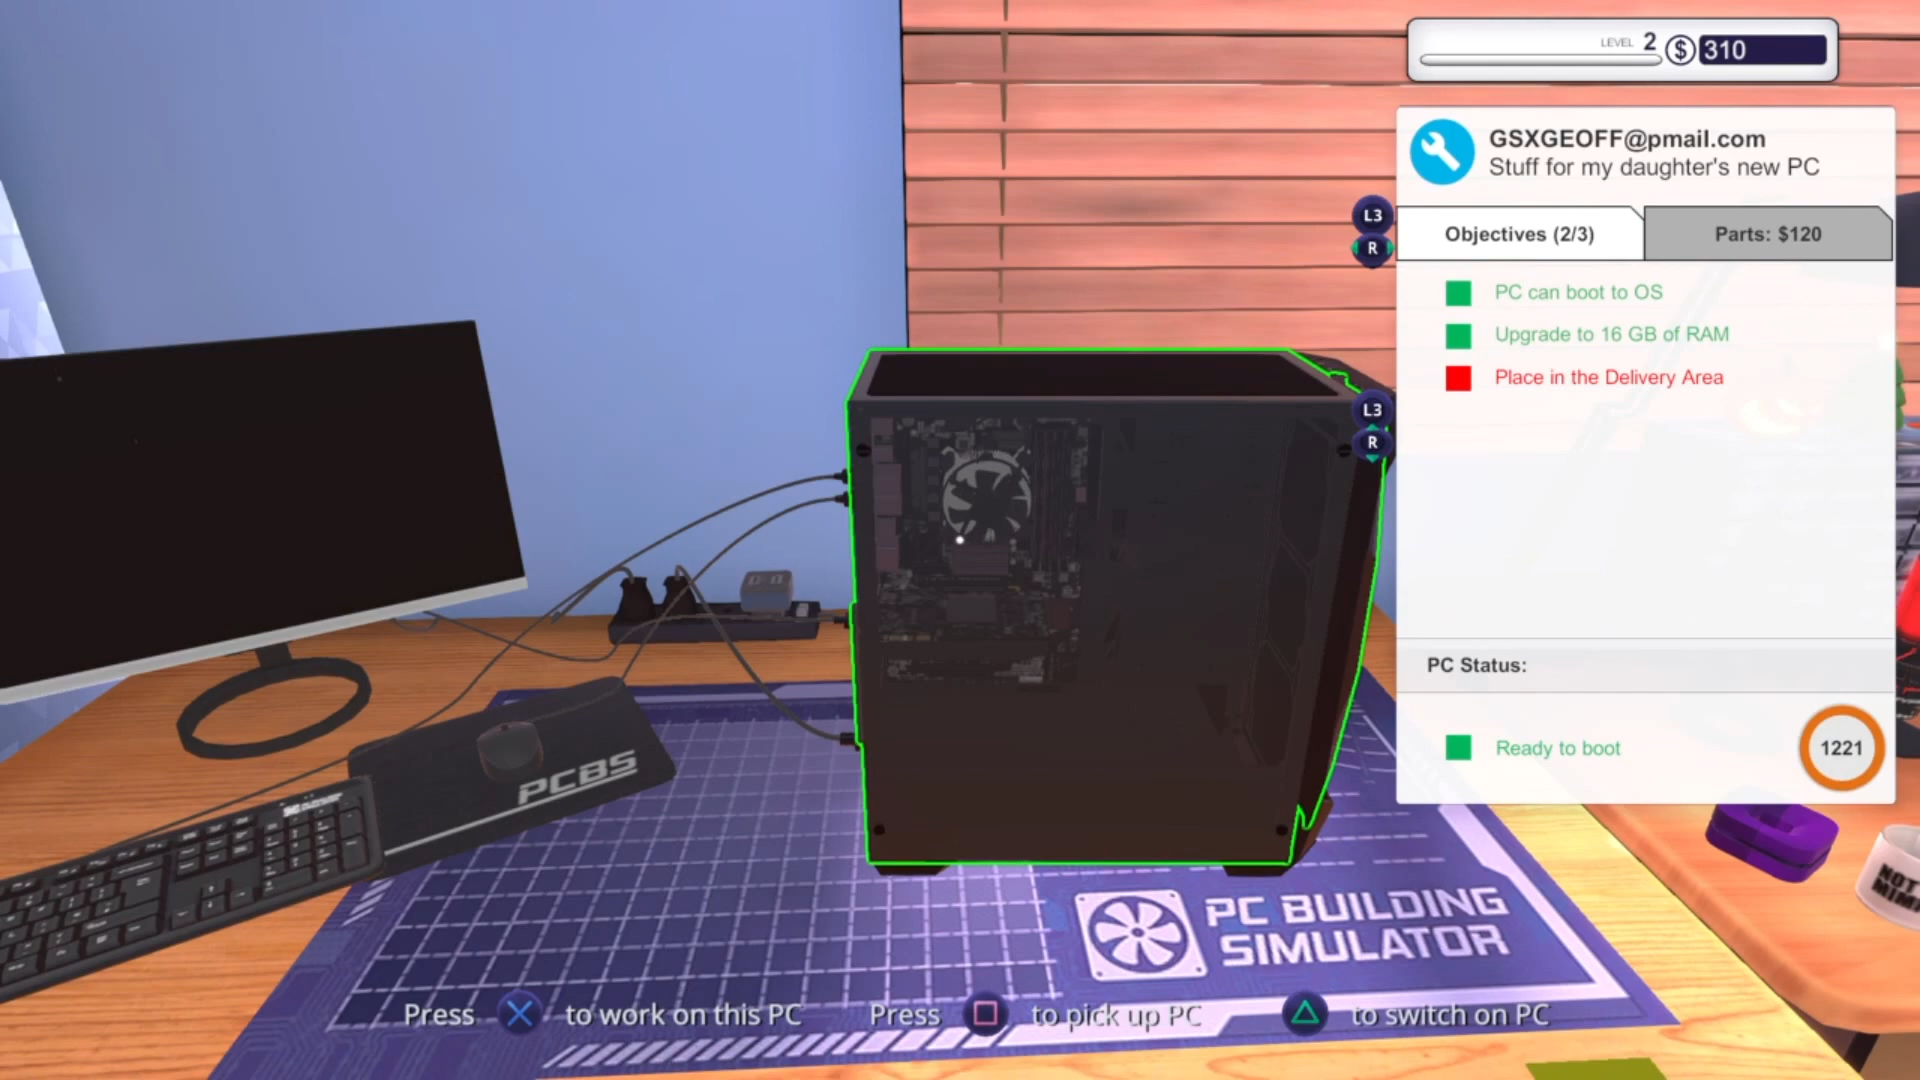 LEVEL 2 $ 310
GSXGEOFF@pmail.com
Stuff for my daughter's new PC
L3
R
Objectives (2/3)
Parts: $120
PC can boot to OS
Upgrade to 16 GB of RAM
Place in the Delivery Area
L3
R
PC Status:
Ready to boot
1221
PCBS
NOT
PC BUILDING
SIMULATOR
Press to work on this PC Press to pick up PC to switch on PC